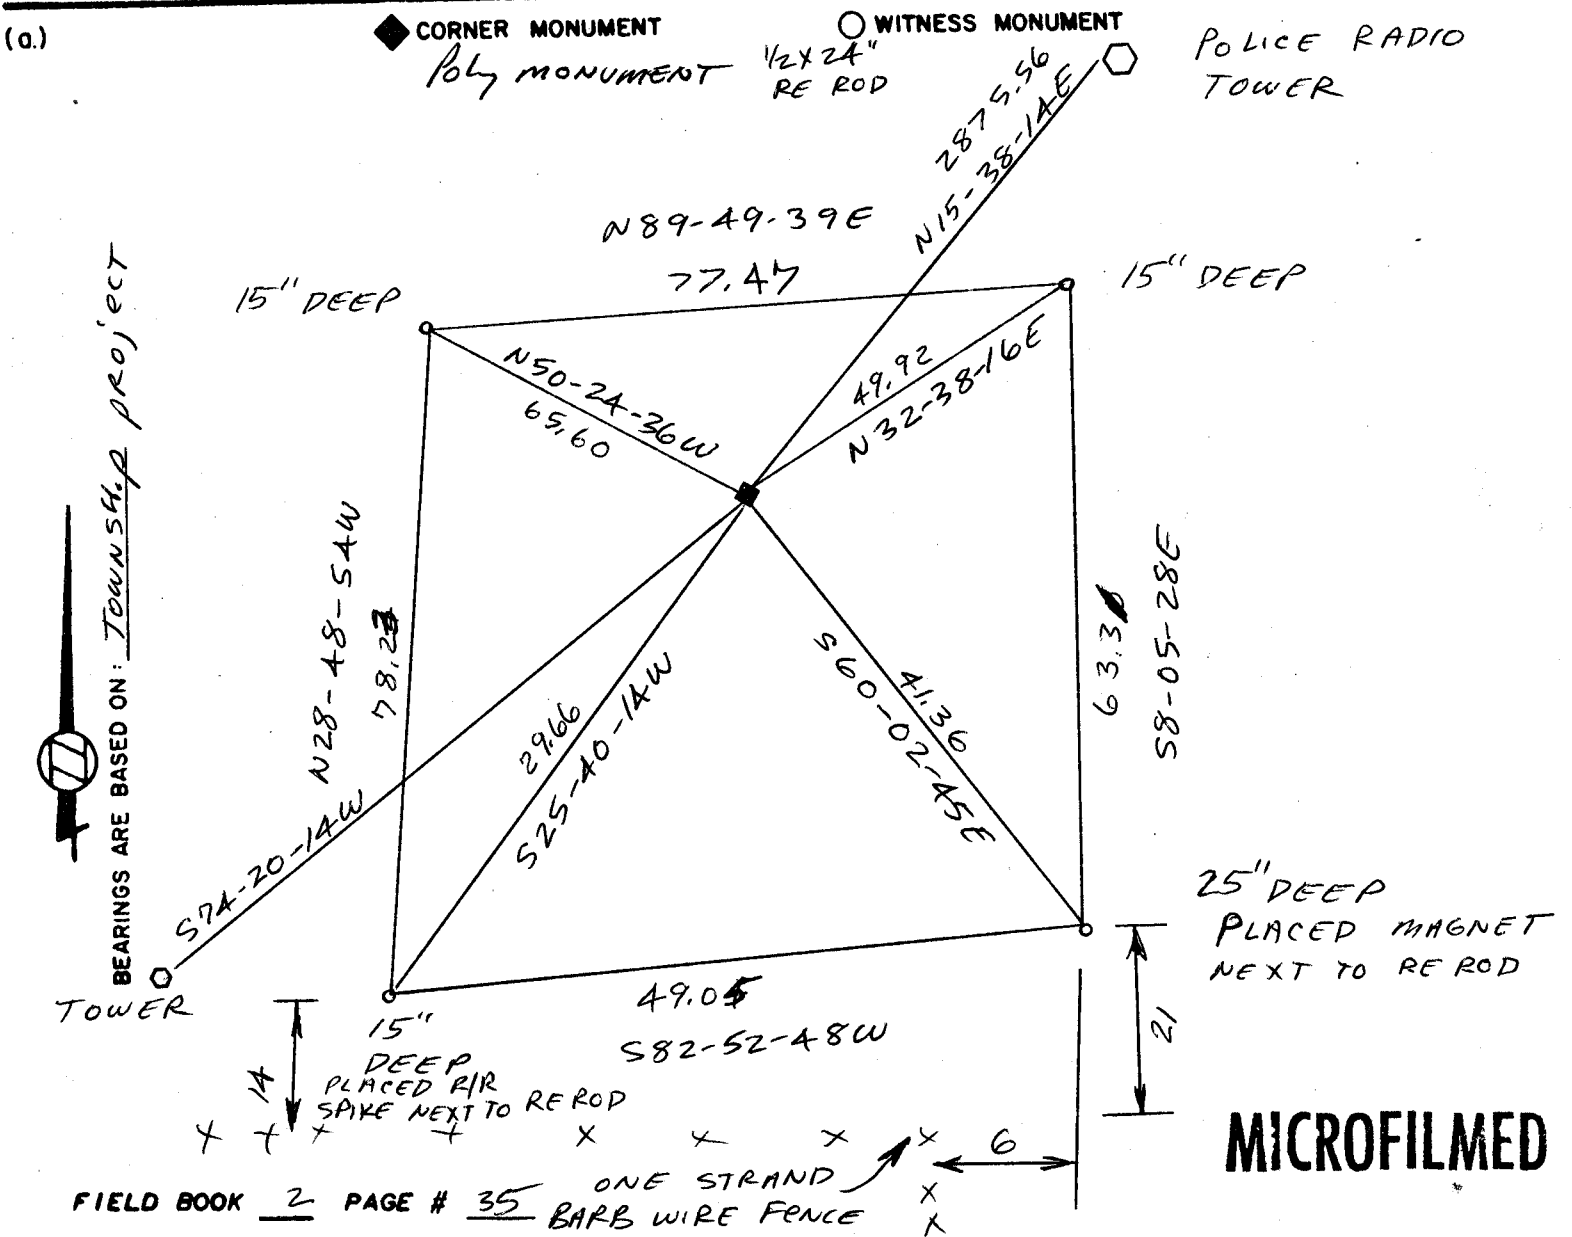 (a.)
CORNER MONUMENT
WITNESS MONUMENT
Poly MONUMENT
1/2 X 24"
RE ROD
POLICE RADIO
TOWER
2875.56
N15-38-14E
N89-49-39E
77.47
15" DEEP
15" DEEP
N50-24-36W
65.60
49.92
N32-38-16E
BEARINGS ARE BASED ON: TOWNSH.p PROJECT
N28-48-54W
78.23
63.3
S8-05-28E
29.66
S25-40-14W
41.36
S60-02-45E
S74-20-14W
TOWER
25" DEEP
PLACED MAGNET
NEXT TO RE ROD
49.05
S82-52-48W
15"
DEEP
PLACED R/R
SPIKE NEXT TO RE ROD
14
21
6
X X X X X X X X
X
X
ONE STRAND
BARB WIRE FENCE
FIELD BOOK 2 PAGE # 35
MICROFILMED